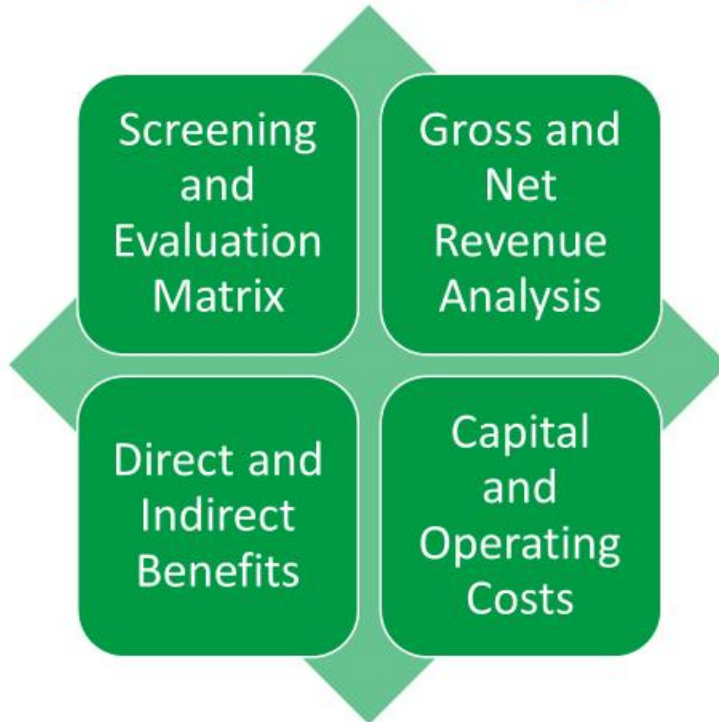 Screening
and
Evaluation
Matrix
Gross and
Net
Revenue
Analysis
Direct and
Indirect
Benefits
Capital
and
Operating
Costs